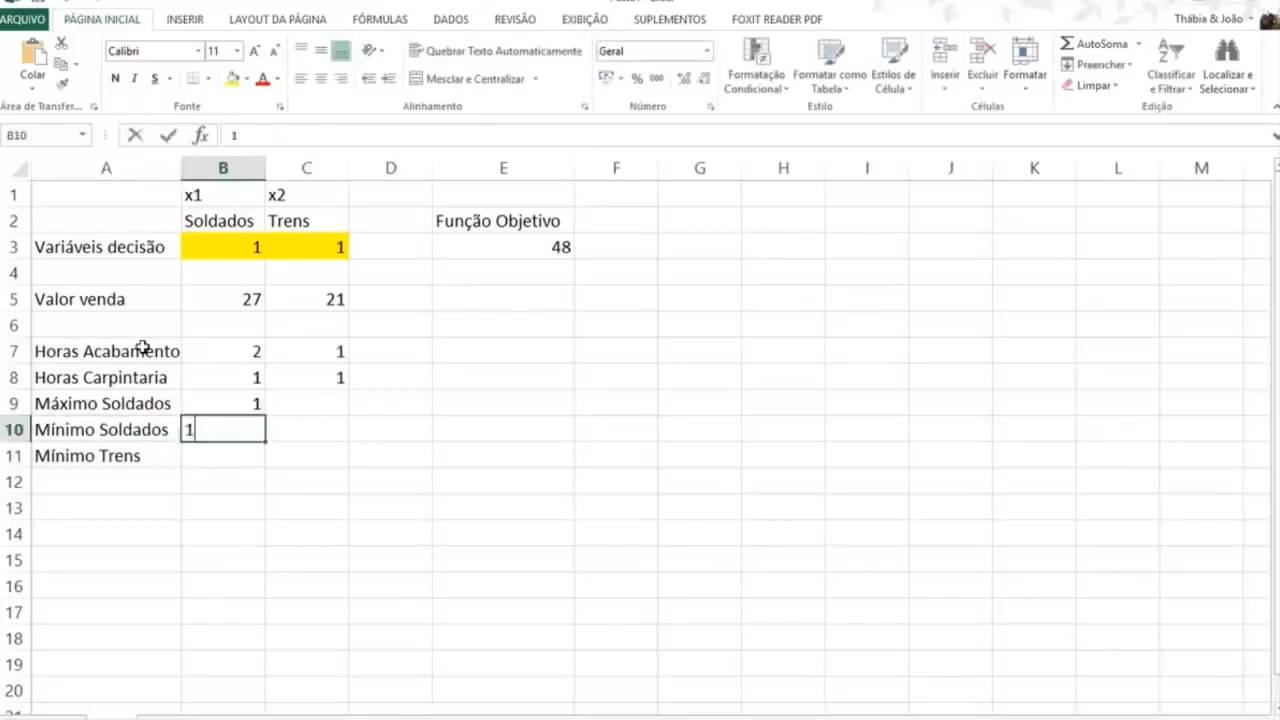 ARQUIVO PÁGINA INICIAL INSERIR LAYOUT DA PÁGINA FÓRMULAS DADOS REVISÃO EXIBIÇÃO SUPLEMENTOS FOXIT READER PDF Thábia & João
Colar
Calibri 11
N I S
Quebrar Texto Automaticamente
Mesclar e Centralizar
Geral
% 000
Formatação Condicional
Formatar como Tabela
Estilos de Célula
Inserir Excluir Formatar
AutoSoma
Preencher
Limpar
Classificar e Filtrar
Localizar e Selecionar
Área de Transfer... Fonte Alinhamento Número Estilo Células Edição
B10 fx 1
A B C D E F G H I J K L M
1 x1 x2
2 Soldados Trens Função Objetivo
3 Variáveis decisão 1 1 48
4
5 Valor venda 27 21
6
7 Horas Acabamento 2 1
8 Horas Carpintaria 1 1
9 Máximo Soldados 1
10 Mínimo Soldados 1
11 Mínimo Trens
12
13
14
15
16
17
18
19
20